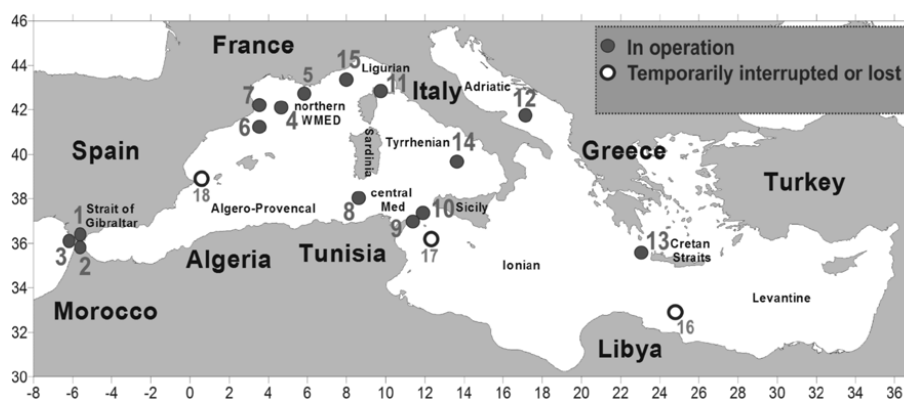 46
44
42
40
38
36
34
32
30
-8 -6 -4 -2 0 2 4 6 8 10 12 14 16 18 20 22 24 26 28 30 32 34 36
In operation
Temporarily interrupted or lost
France
15
Ligurian
5
11
Italy
Adriatic
12
7
northern
WMED
4
6
Spain
Sardinia
Tyrrhenian
14
Greece
Turkey
18
Algero-Provencal
8
central
Med
10
Sicily
9
17
1
Strait of
Gibraltar
3
2
Algeria
Tunisia
Ionian
13
Cretan
Straits
Levantine
Morocco
16
Libya